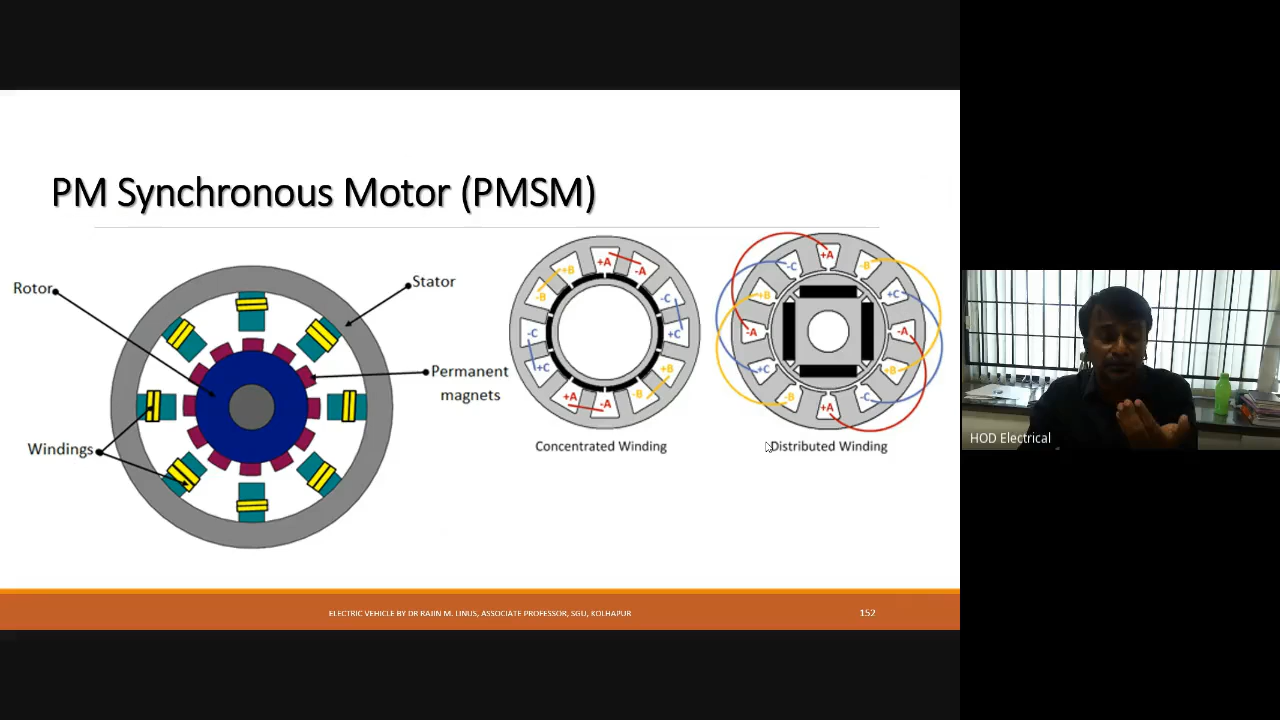 PM Synchronous Motor (PMSM)
Rotor
Stator
Permanent
magnets
Windings
+A
-A
-C
+C
+B
-B
-A
+A
+C
-C
-B
+B
Concentrated Winding
+A
-B
+C
-A
+B
-C
+A
-B
+C
-A
+B
-C
Distributed Winding
HOD Electrical
ELECTRIC VEHICLE BY DR RAJIN M. LINUS, ASSOCIATE PROFESSOR, SGU, KOLHAPUR
152